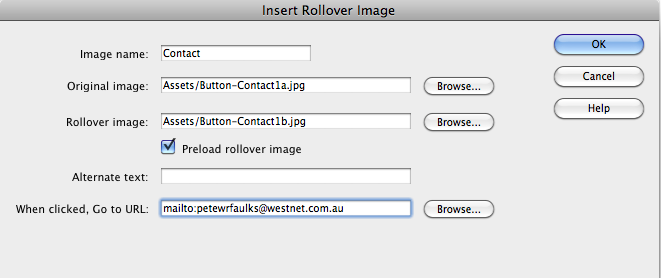 Insert Rollover Image
Image name: Contact
OK
Original image: Assets/Button-Contact1a.jpg Browse...
Cancel
Help
Rollover image: Assets/Button-Contact1b.jpg Browse...
Preload rollover image
Alternate text:
When clicked, Go to URL: mailto:petewrfaulks@westnet.com.au Browse...